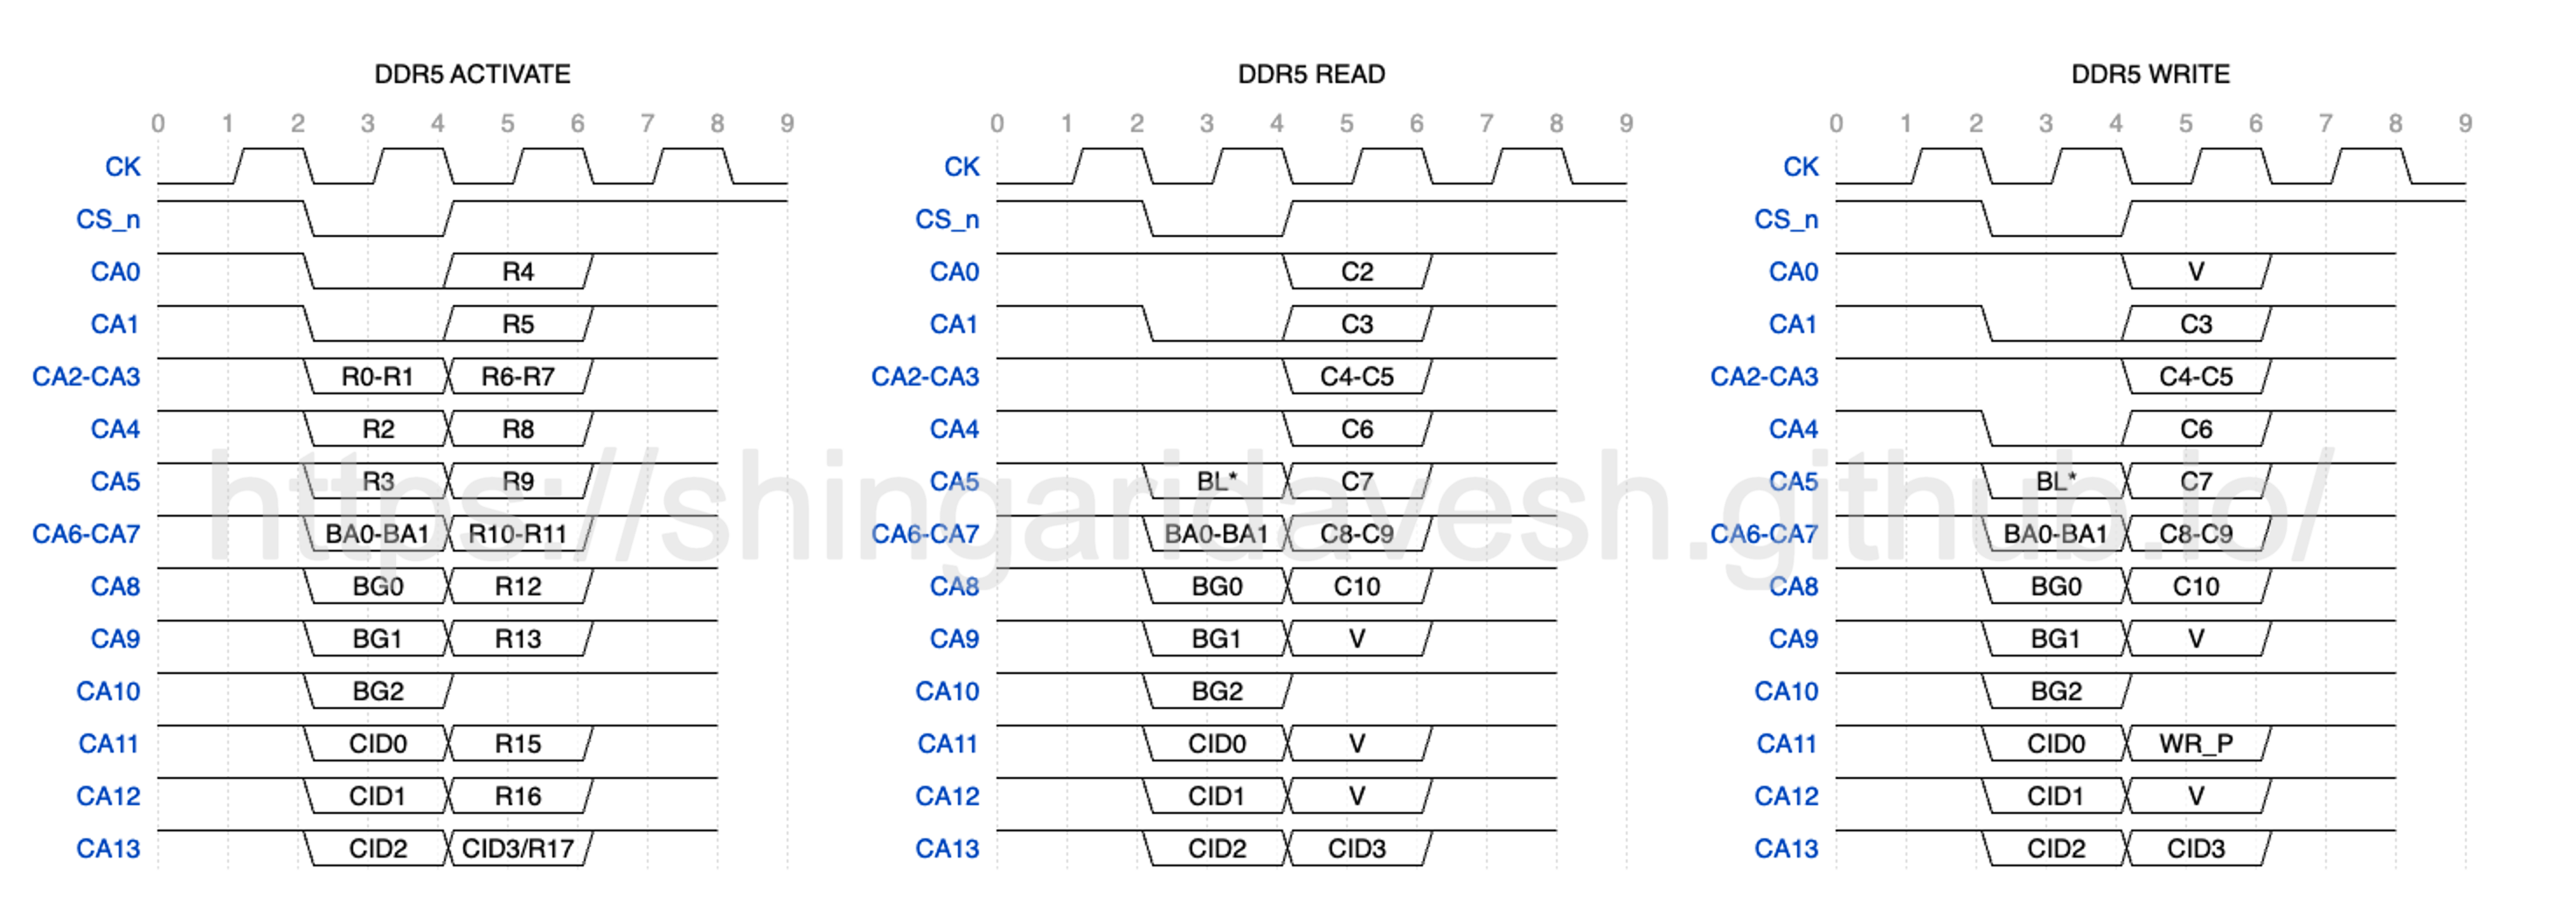 DDR5 ACTIVATE DDR5 READ DDR5 WRITE
0 1 2 3 4 5 6 7 8 9 0 1 2 3 4 5 6 7 8 9 0 1 2 3 4 5 6 7 8 9
CK CK CK
CS_n CS_n CS_n
CA0 R4 CA0 C2 CA0 V
CA1 R5 CA1 C3 CA1 C3
CA2-CA3 R0-R1 R6-R7 CA2-CA3 C4-C5 CA2-CA3 C4-C5
CA4 R2 R8 CA4 C6 CA4 C6
CA5 R3 R9 CA5 BL* C7 CA5 BL* C7
https://shingaridavesh.github.io/
CA6-CA7 BA0-BA1 R10-R11 CA6-CA7 BA0-BA1 C8-C9 CA6-CA7 BA0-BA1 C8-C9
CA8 BG0 R12 CA8 BG0 C10 CA8 BG0 C10
CA9 BG1 R13 CA9 BG1 V CA9 BG1 V
CA10 BG2 CA10 BG2 CA10 BG2
CA11 CID0 R15 CA11 CID0 V CA11 CID0 WR_P
CA12 CID1 R16 CA12 CID1 V CA12 CID1 V
CA13 CID2 CID3/R17 CA13 CID2 CID3 CA13 CID2 CID3